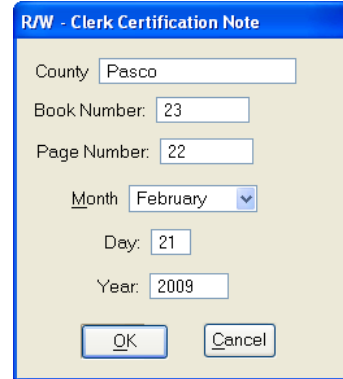 R/W - Clerk Certification Note
County Pasco
Book Number: 23
Page Number: 22
Month February
Day: 21
Year: 2009
OK Cancel